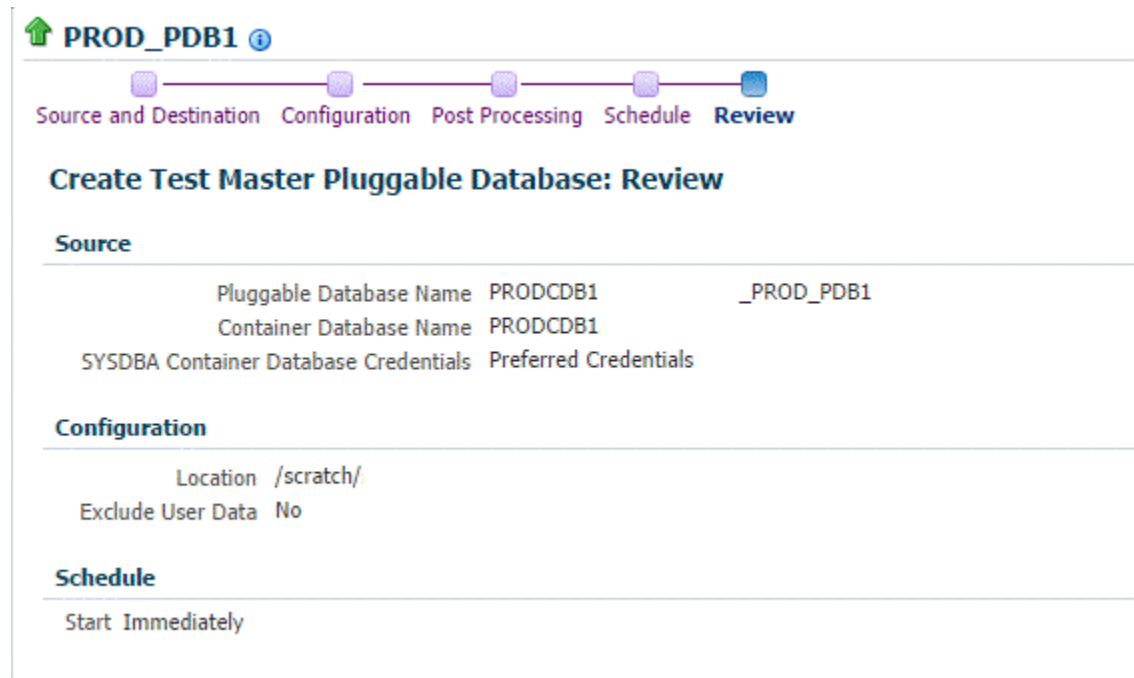 PROD_PDB1
Source and Destination Configuration Post Processing Schedule Review
Create Test Master Pluggable Database: Review
Source
Pluggable Database Name PRODCDB1 _PROD_PDB1
Container Database Name PRODCDB1
SYSDBA Container Database Credentials Preferred Credentials
Configuration
Location /scratch/
Exclude User Data No
Schedule
Start Immediately